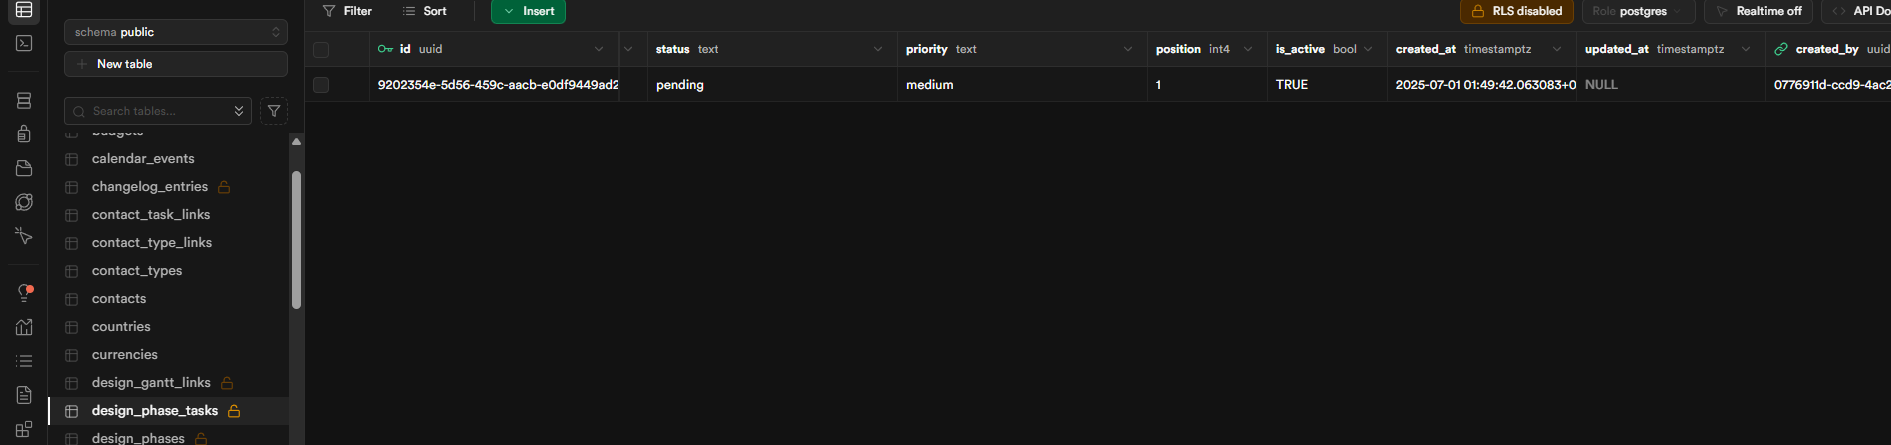 Filter Sort Insert RLS disabled Role postgres Realtime off API Do
schema public
New table
Search tables...
budgets
calendar_events
changelog_entries
contact_task_links
contact_type_links
contact_types
contacts
countries
currencies
design_gantt_links
design_phase_tasks
design_phases
id uuid status text priority text position int4 is_active bool created_at timestamptz updated_at timestamptz created_by uuid
9202354e-5d56-459c-aacb-e0df9449ad2 pending medium 1 TRUE 2025-07-01 01:49:42.063083+0 NULL 0776911d-ccd9-4ac2